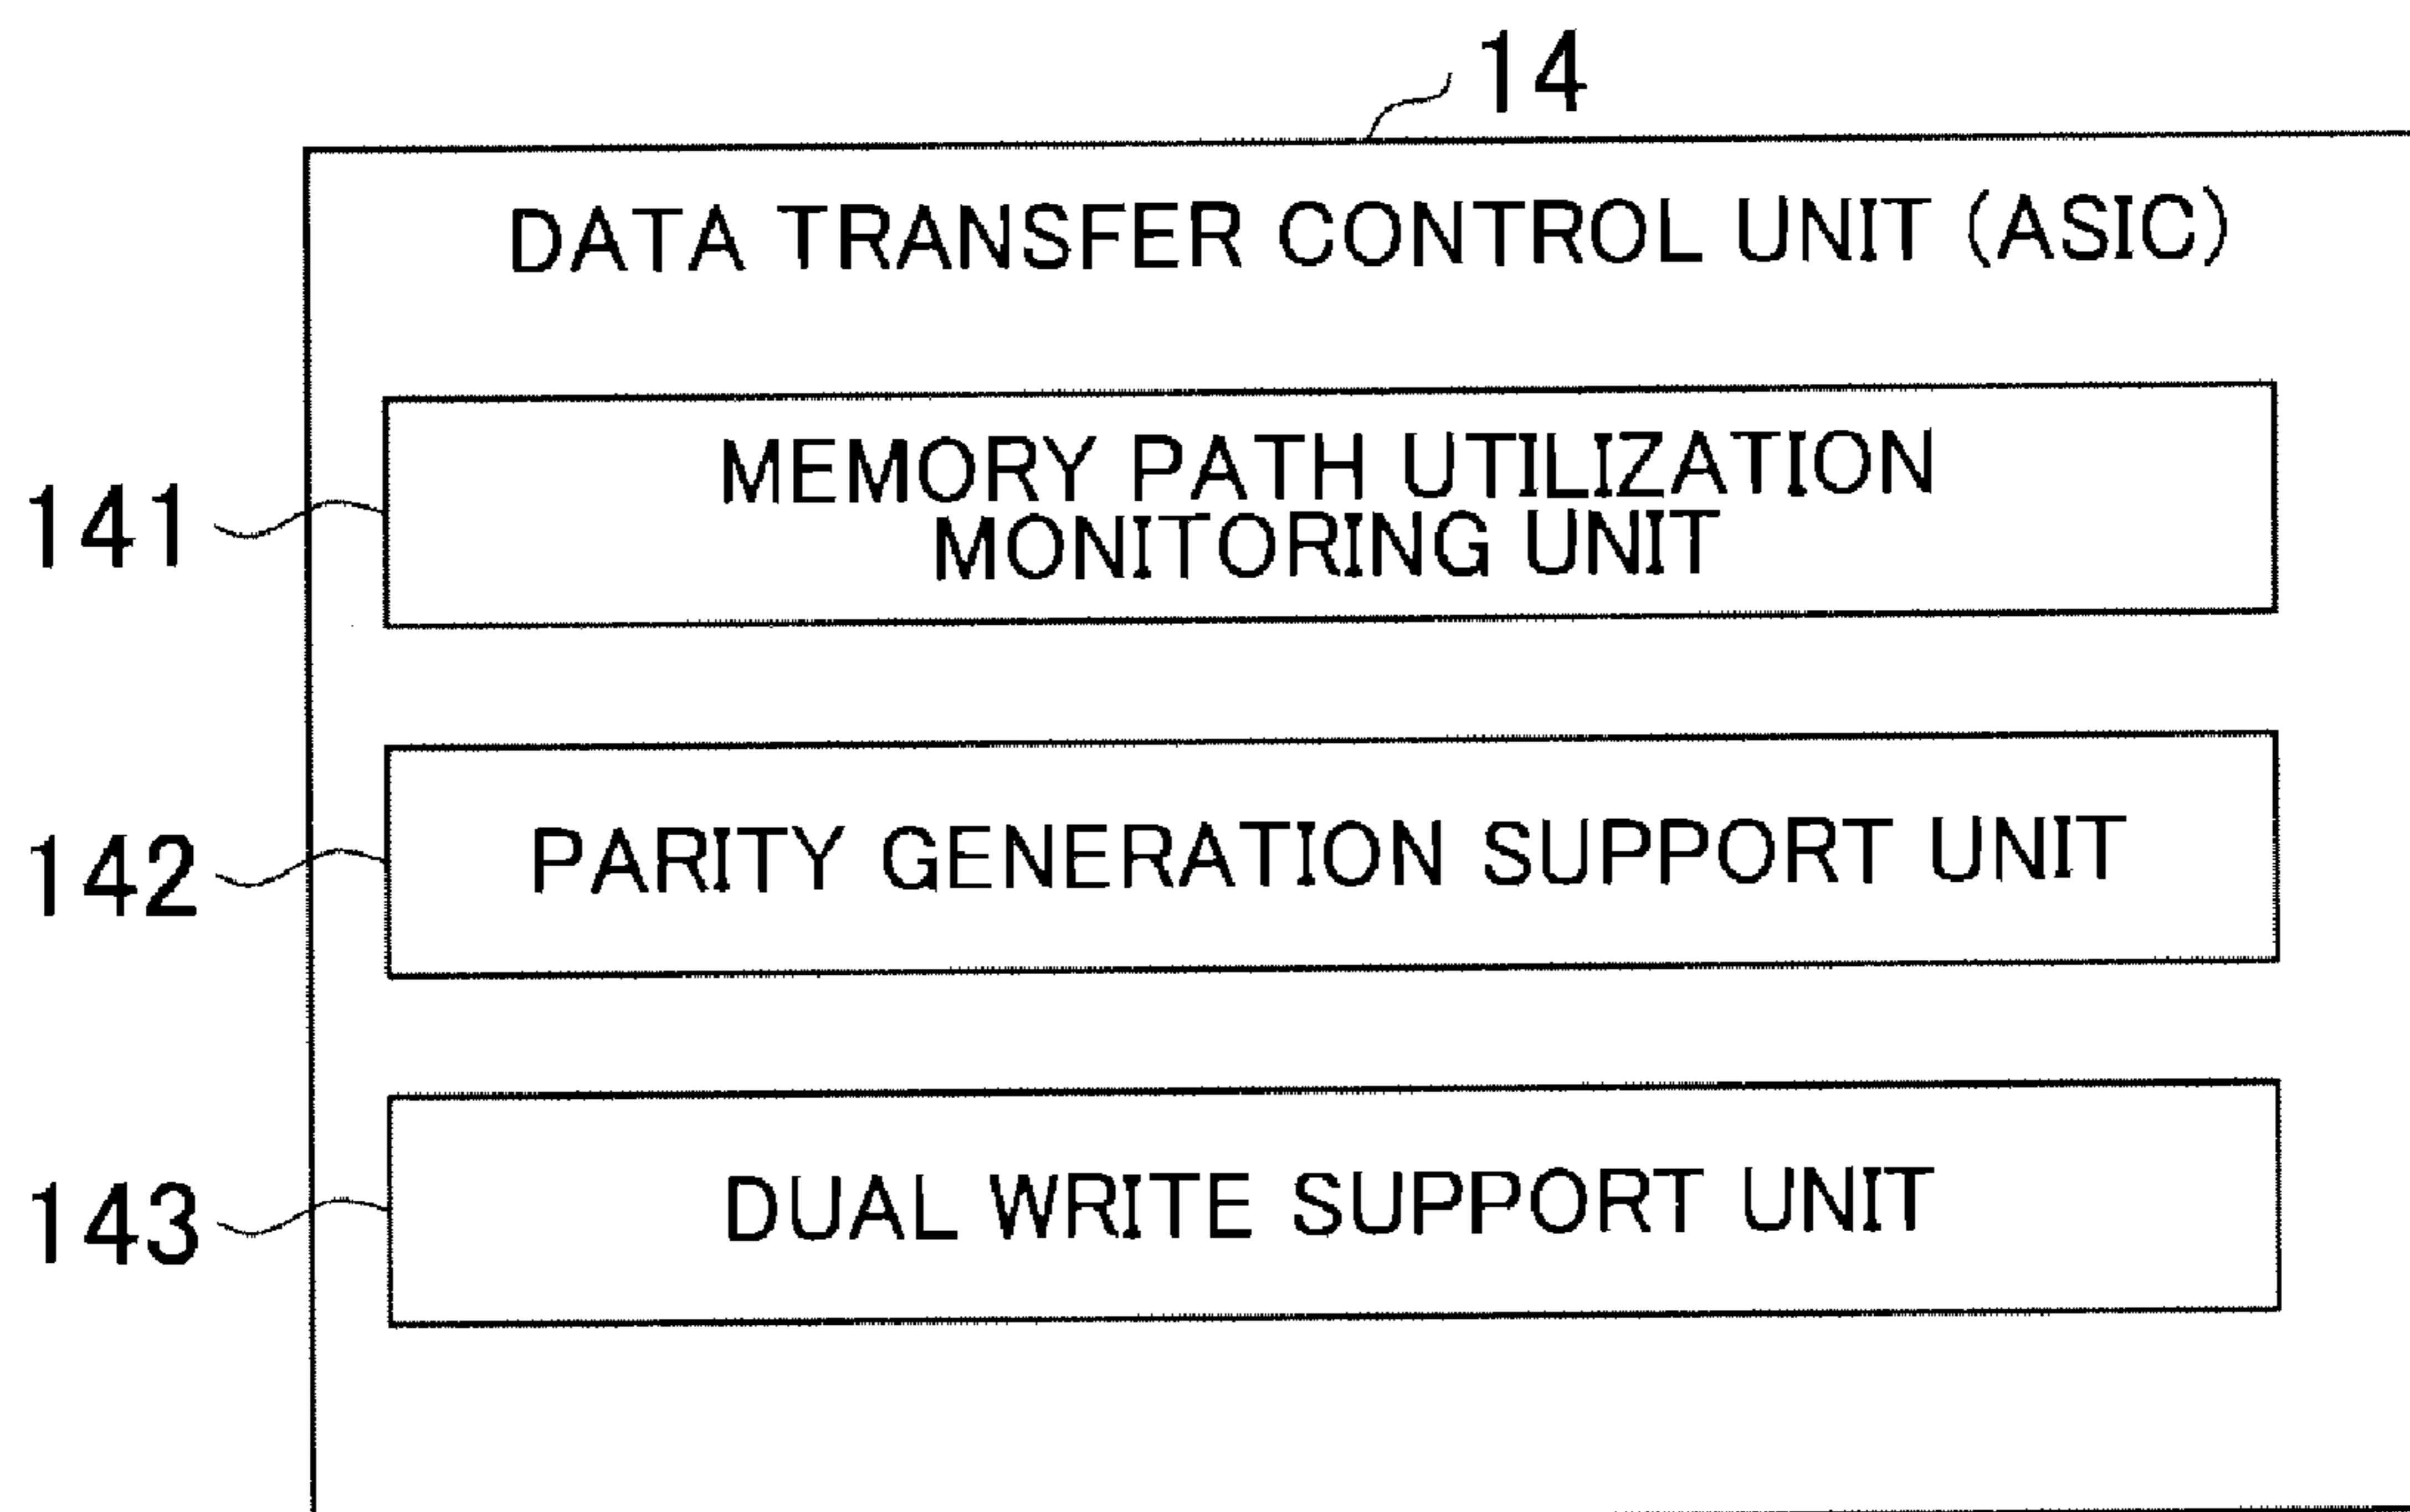 14
DATA TRANSFER CONTROL UNIT (ASIC)
141
MEMORY PATH UTILIZATION
MONITORING UNIT
142
PARITY GENERATION SUPPORT UNIT
143
DUAL WRITE SUPPORT UNIT